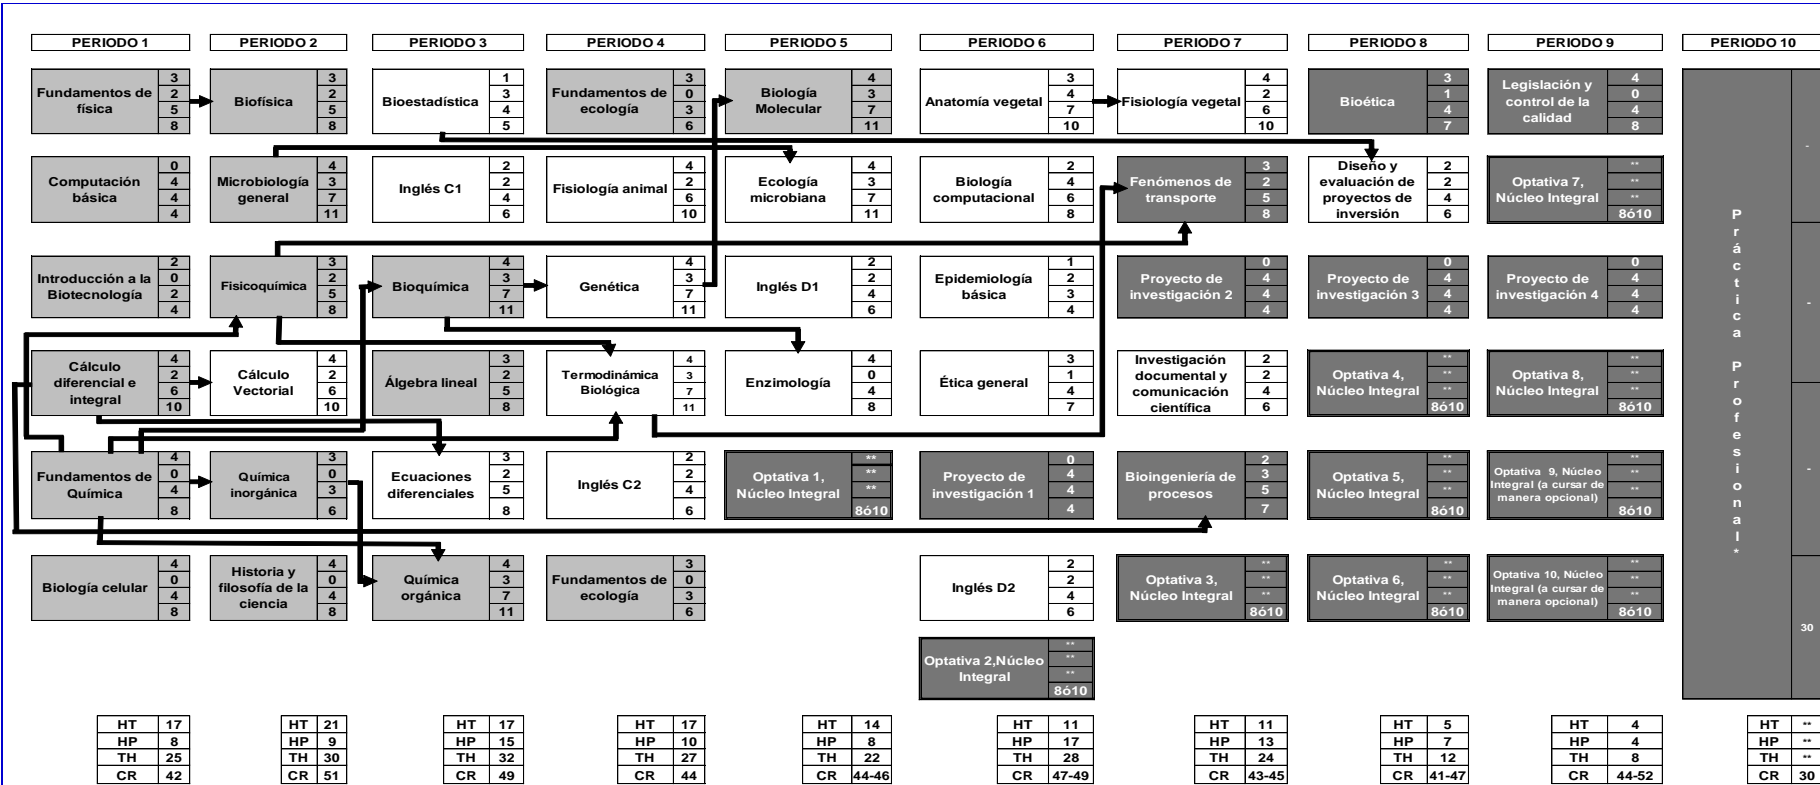 PERIODO 1
PERIODO 2
PERIODO 3
PERIODO 4
PERIODO 5
PERIODO 6
PERIODO 7
PERIODO 8
PERIODO 9
PERIODO 10
Fundamentos de
física
3
2
5
8
Computación
básica
0
4
4
4
Introducción a la
Biotecnología
2
0
2
4
Cálculo
diferencial e
integral
4
2
6
10
Fundamentos de
Química
4
0
4
8
Biología celular
4
0
4
8
HT 17
HP 8
TH 25
CR 42
Biofísica
3
2
5
8
Microbiología
general
4
3
7
11
Fisicoquímica
3
2
5
8
Cálculo
Vectorial
4
2
6
10
Química
inorgánica
3
0
3
6
Historia y
filosofía de la
ciencia
4
0
4
8
HT 21
HP 9
TH 30
CR 51
Bioestadística
1
3
4
5
Inglés C1
2
2
4
6
Bioquímica
4
3
7
11
Álgebra lineal
3
2
5
8
Ecuaciones
diferenciales
3
2
5
8
Química
orgánica
4
3
7
11
HT 17
HP 15
TH 32
CR 49
Fundamentos de
ecología
3
0
3
6
Fisiología animal
4
2
6
10
Genética
4
3
7
11
Termodinámica
Biológica
4
3
7
11
Inglés C2
2
2
4
6
Fundamentos de
ecología
3
0
3
6
HT 17
HP 10
TH 27
CR 44
Biología
Molecular
4
3
7
11
Ecología
microbiana
4
3
7
11
Inglés D1
2
2
4
6
Enzimología
4
0
4
8
Optativa 1,
Núcleo Integral
**
**
**
8ó10
HT 14
HP 8
TH 22
CR 44-46
Anatomía vegetal
3
4
7
10
Biología
computacional
2
4
6
8
Epidemiología
básica
1
2
3
4
Ética general
3
1
4
7
Proyecto de
investigación 1
0
4
4
4
Inglés D2
2
2
4
6
Optativa 2,Núcleo
Integral
**
**
**
8ó10
HT 11
HP 17
TH 28
CR 47-49
Fisiología vegetal
4
2
6
10
Fenómenos de
transporte
3
2
5
8
Proyecto de
investigación 2
0
4
4
4
Investigación
documental y
comunicación
científica
2
2
4
6
Bioingeniería de
procesos
2
3
5
7
Optativa 3,
Núcleo Integral
**
**
**
8ó10
HT 11
HP 13
TH 24
CR 43-45
Bioética
3
1
4
7
Diseño y
evaluación de
proyectos de
inversión
2
2
4
6
Proyecto de
investigación 3
0
4
4
4
Optativa 4,
Núcleo Integral
**
**
**
8ó10
Optativa 5,
Núcleo Integral
**
**
**
8ó10
Optativa 6,
Núcleo Integral
**
**
**
8ó10
HT 5
HP 7
TH 12
CR 41-47
Legislación y
control de la
calidad
4
0
4
8
Optativa 7,
Núcleo Integral
**
**
**
8ó10
Proyecto de
investigación 4
0
4
4
4
Optativa 8,
Núcleo Integral
**
**
**
8ó10
Optativa 9, Núcleo
Integral (a cursar de
manera opcional)
**
**
**
8ó10
Optativa 10, Núcleo
Integral (a cursar de
manera opcional)
**
**
**
8ó10
HT 4
HP 4
TH 8
CR 44-52
Práctica Profesional*
-
-
-
30
HT **
HP **
TH **
CR 30